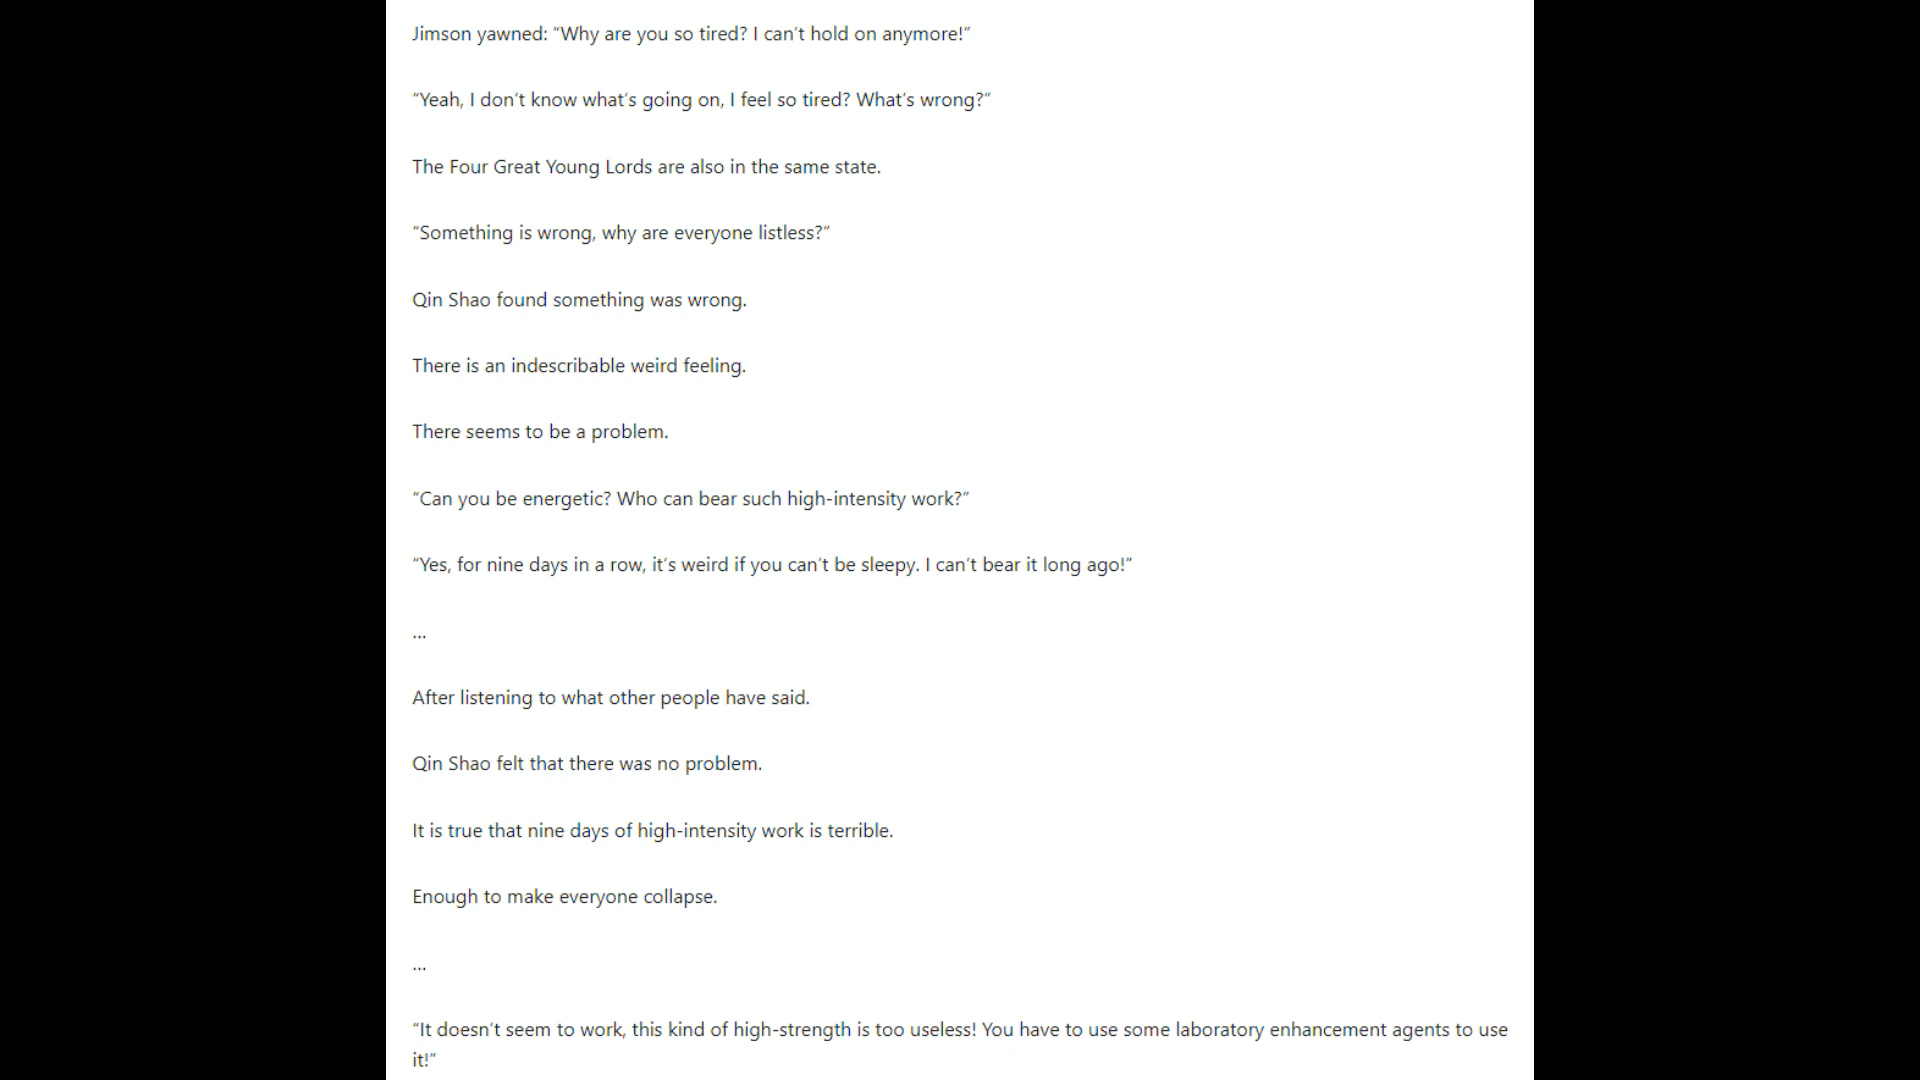 Jimson yawned: “Why are you so tired? I can’t hold on anymore!”
“Yeah, I don’t know what’s going on, I feel so tired? What’s wrong?”
The Four Great Young Lords are also in the same state.
“Something is wrong, why are everyone listless?”
Qin Shao found something was wrong.
There is an indescribable weird feeling.
There seems to be a problem.
“Can you be energetic? Who can bear such high-intensity work?”
“Yes, for nine days in a row, it’s weird if you can’t be sleepy. I can’t bear it long ago!”
…
After listening to what other people have said.
Qin Shao felt that there was no problem.
It is true that nine days of high-intensity work is terrible.
Enough to make everyone collapse.
…
“It doesn’t seem to work, this kind of high-strength is too useless! You have to use some laboratory enhancement agents to use
it!”